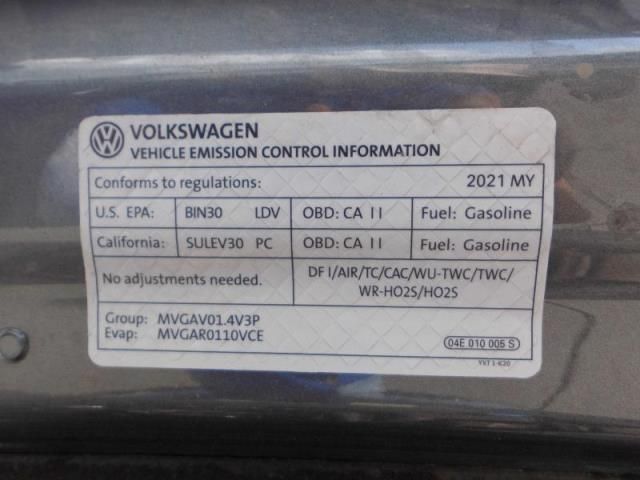 VOLKSWAGEN
VEHICLE EMISSION CONTROL INFORMATION
Conforms to regulations: 2021 MY
U.S. EPA: BIN30 LDV OBD: CA II Fuel: Gasoline
California: SULEV30 PC OBD: CA II Fuel: Gasoline
No adjustments needed. DFI/AIR/TC/CAC/WU-TWC/TWC/
WR-HO2S/HO2S
Group: MVGAV01.4V3P
Evap: MVGAR0110VCE
04E 010 005 S